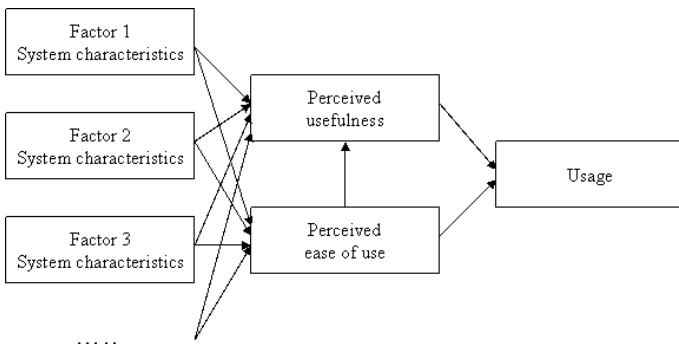 Factor 1
System characteristics
Factor 2
System characteristics
Factor 3
System characteristics
.....
Perceived
usefulness
Perceived
ease of use
Usage